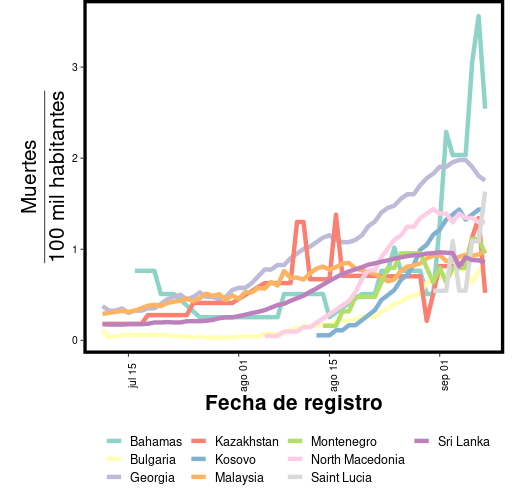 Muertes
100 mil habitantes
3
2
1
0
jul 15
ago 01
ago 15
sep 01
Fecha de registro
Bahamas Kazakhstan Montenegro Sri Lanka
Bulgaria Kosovo North Macedonia
Georgia Malaysia Saint Lucia